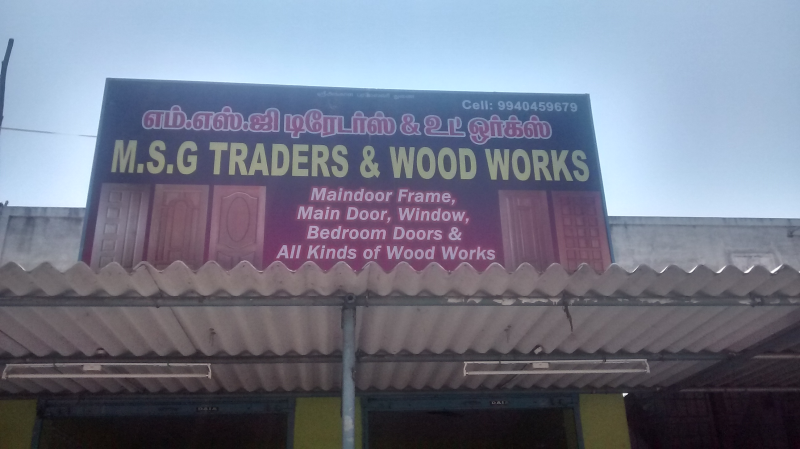 Cell: 9940459679
எம்.எஸ்.ஜி டிரேடர்ஸ் & உட் ஒர்க்ஸ்
M.S.G TRADERS & WOOD WORKS
Maindoor Frame,
Main Door, Window,
Bedroom Doors &
All Kinds of Wood Works